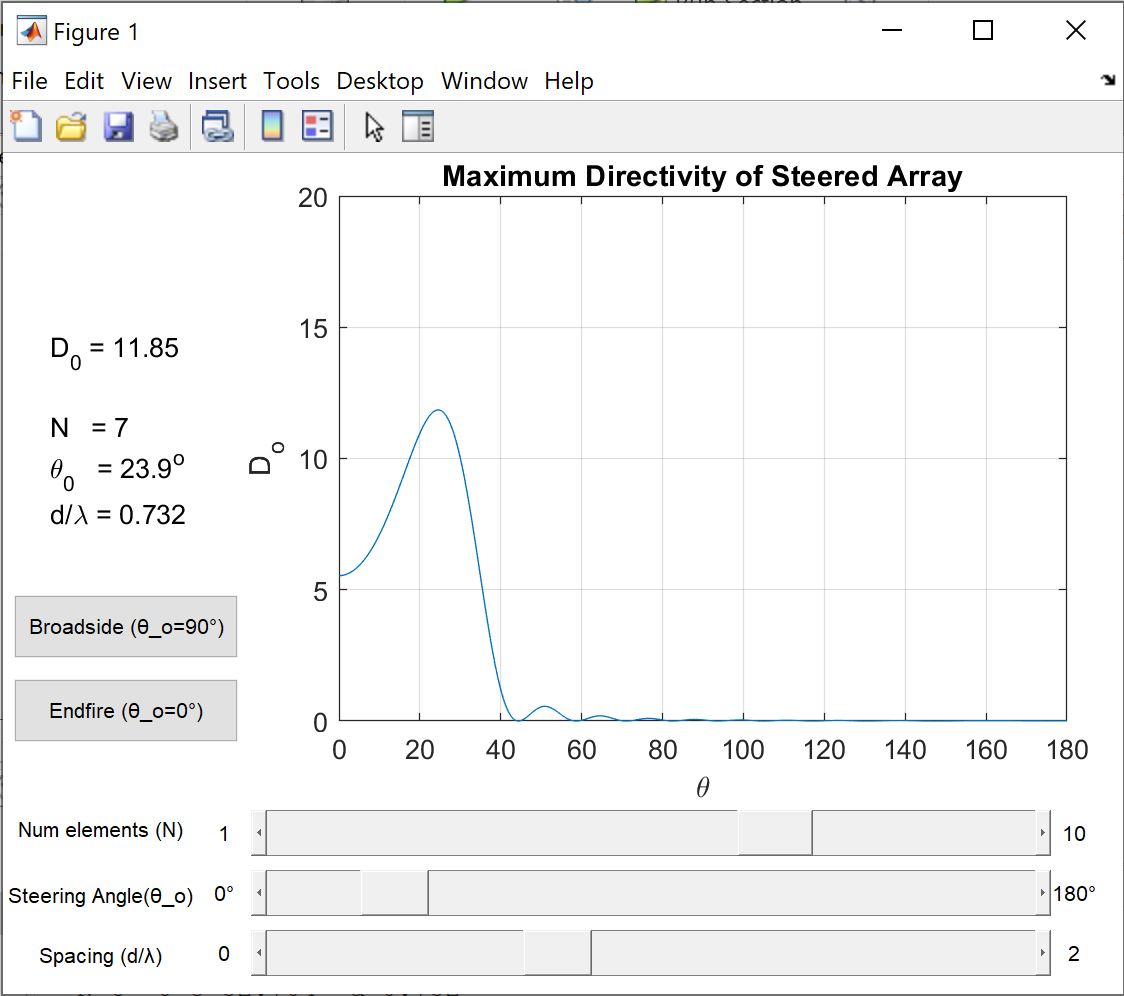 Figure 1
File Edit View Insert Tools Desktop Window Help
Maximum Directivity of Steered Array
D_0 = 11.85
N = 7
θ_0 = 23.9°
d/λ = 0.732
Broadside (θ_o=90°)
Endfire (θ_o=0°)
D_o
20
15
10
5
0
0 20 40 60 80 100 120 140 160 180
θ
Num elements (N) 1 10
Steering Angle(θ_o) 0° 180°
Spacing (d/λ) 0 2